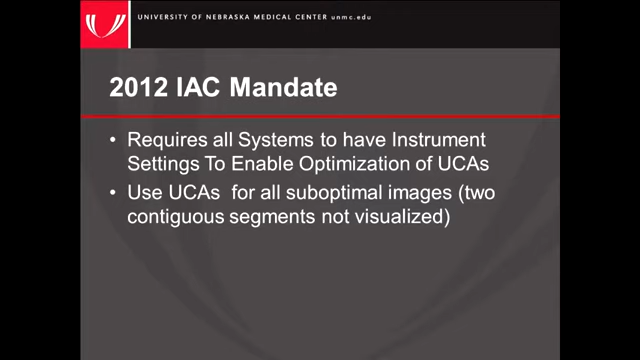 UNIVERSITY OF NEBRASKA MEDICAL CENTER unmc.edu
2012 IAC Mandate
• Requires all Systems to have Instrument
Settings To Enable Optimization of UCAs
• Use UCAs for all suboptimal images (two
contiguous segments not visualized)